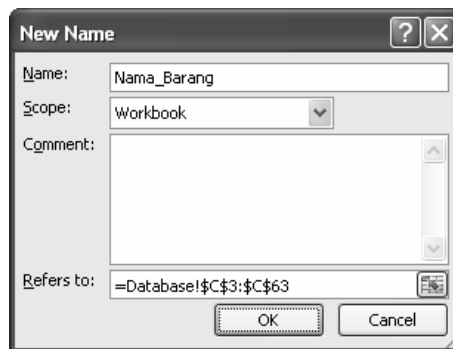 New Name
Name: Nama_Barang
Scope: Workbook
Comment:
Refers to: =Database!$C$3:$C$63
OK Cancel